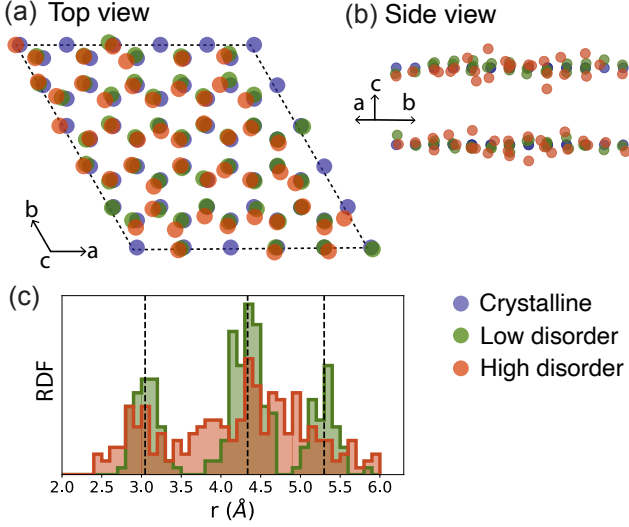 (a) Top view
(b) Side view
c
a b
b
a
c
(c)
RDF
2.0 2.5 3.0 3.5 4.0 4.5 5.0 5.5 6.0
r (Å)
Crystalline
Low disorder
High disorder